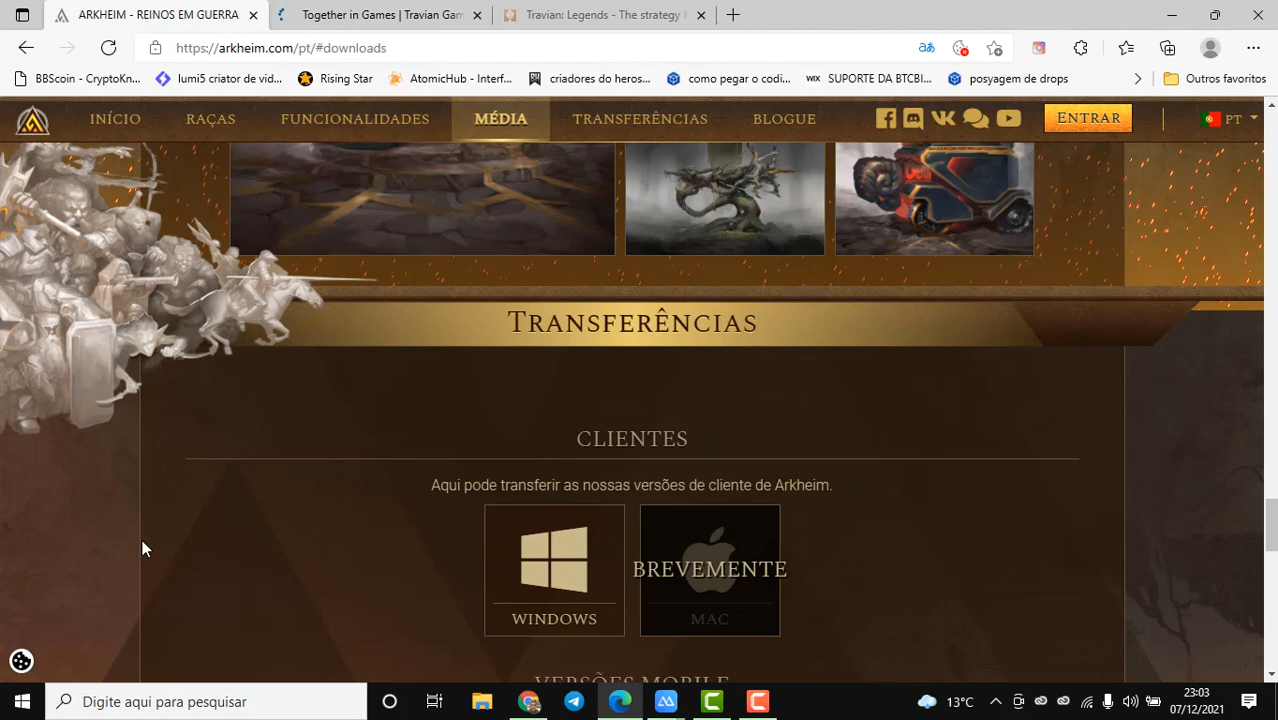 ARKHEIM - REINOS EM GUERRA
Together in Games | Travian Gam
Travian: Legends - The strategy
https://arkheim.com/pt/#downloads
BBScoin - CryptoKn...
lumi5 criador de vid...
Rising Star
AtomicHub - Interf...
criadores do heros...
como pegar o codi...
WIX SUPORTE DA BTCBI...
posyagem de drops
Outros favoritos
INÍCIO
RAÇAS
FUNCIONALIDADES
MÉDIA
TRANSFERÊNCIAS
BLOGUE
ENTRAR
PT
TRANSFERÊNCIAS
CLIENTES
Aqui pode transferir as nossas versões de cliente de Arkheim.
BREVEMENTE
WINDOWS
MAC
VERSÕES MOBILE
Digite aqui para pesquisar
13°C
23:03
07/12/2021